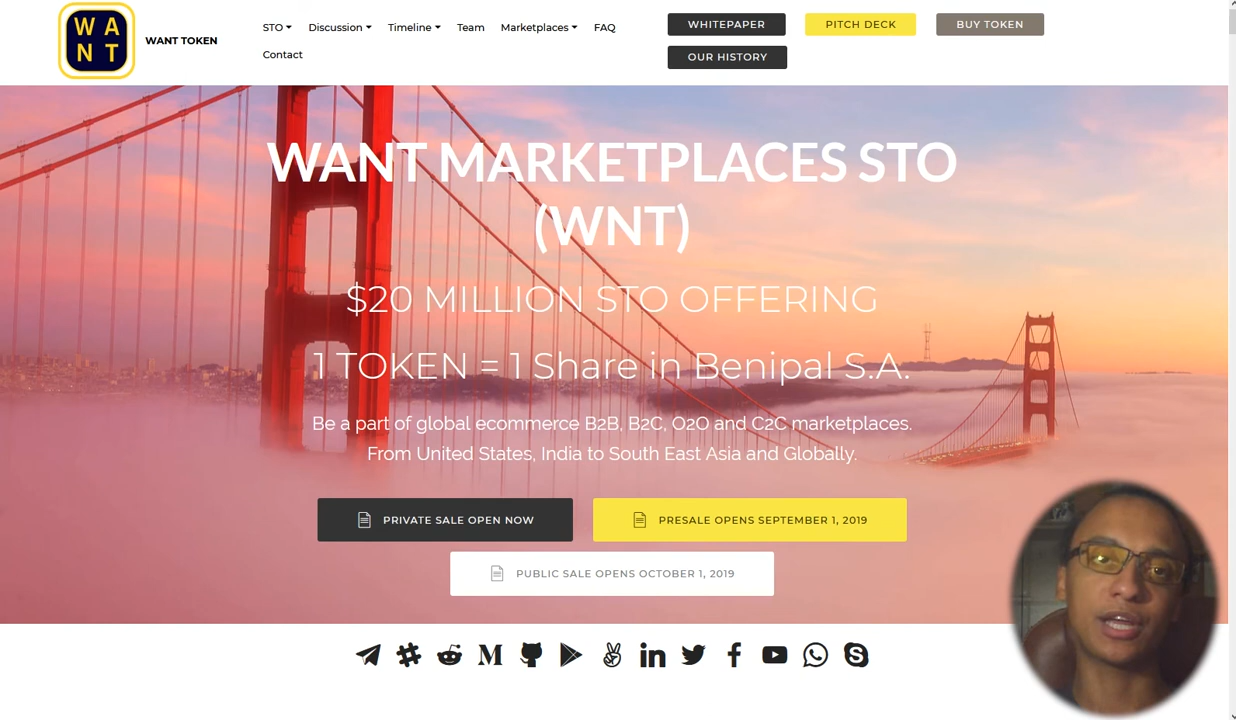 WA
NT
WANT TOKEN
STO
Discussion
Timeline
Team
Marketplaces
FAQ
Contact
WHITEPAPER
PITCH DECK
BUY TOKEN
OUR HISTORY
WANT MARKETPLACES STO
(WNT)
$20 MILLION STO OFFERING
1 TOKEN = 1 Share in Benipal S.A.
Be a part of global ecommerce B2B, B2C, O2O and C2C marketplaces.
From United States, India to South East Asia and Globally.
PRIVATE SALE OPEN NOW
PRESALE OPENS SEPTEMBER 1, 2019
PUBLIC SALE OPENS OCTOBER 1, 2019